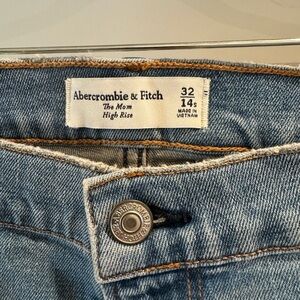 Abercrombie & Fitch
The Mom
High Rise
32
14s
MADE IN
VIETNAM